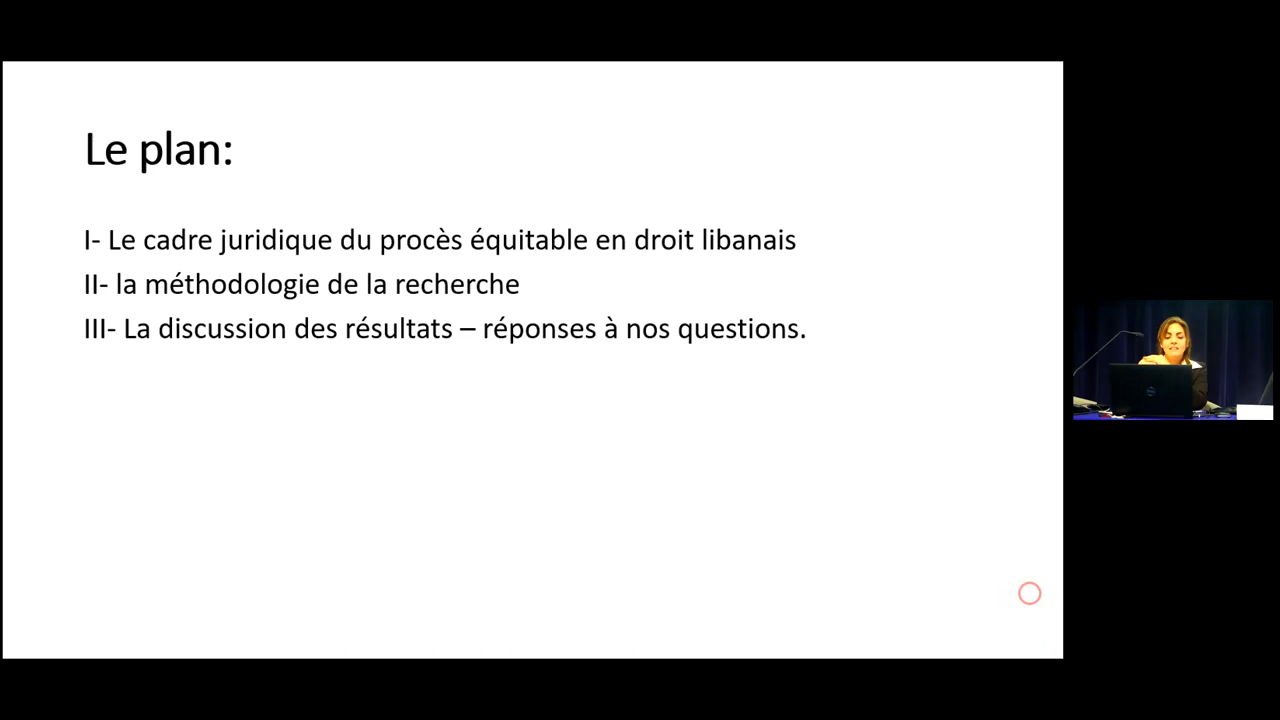 Le plan:
I- Le cadre juridique du procès équitable en droit libanais
II- la méthodologie de la recherche
III- La discussion des résultats – réponses à nos questions.